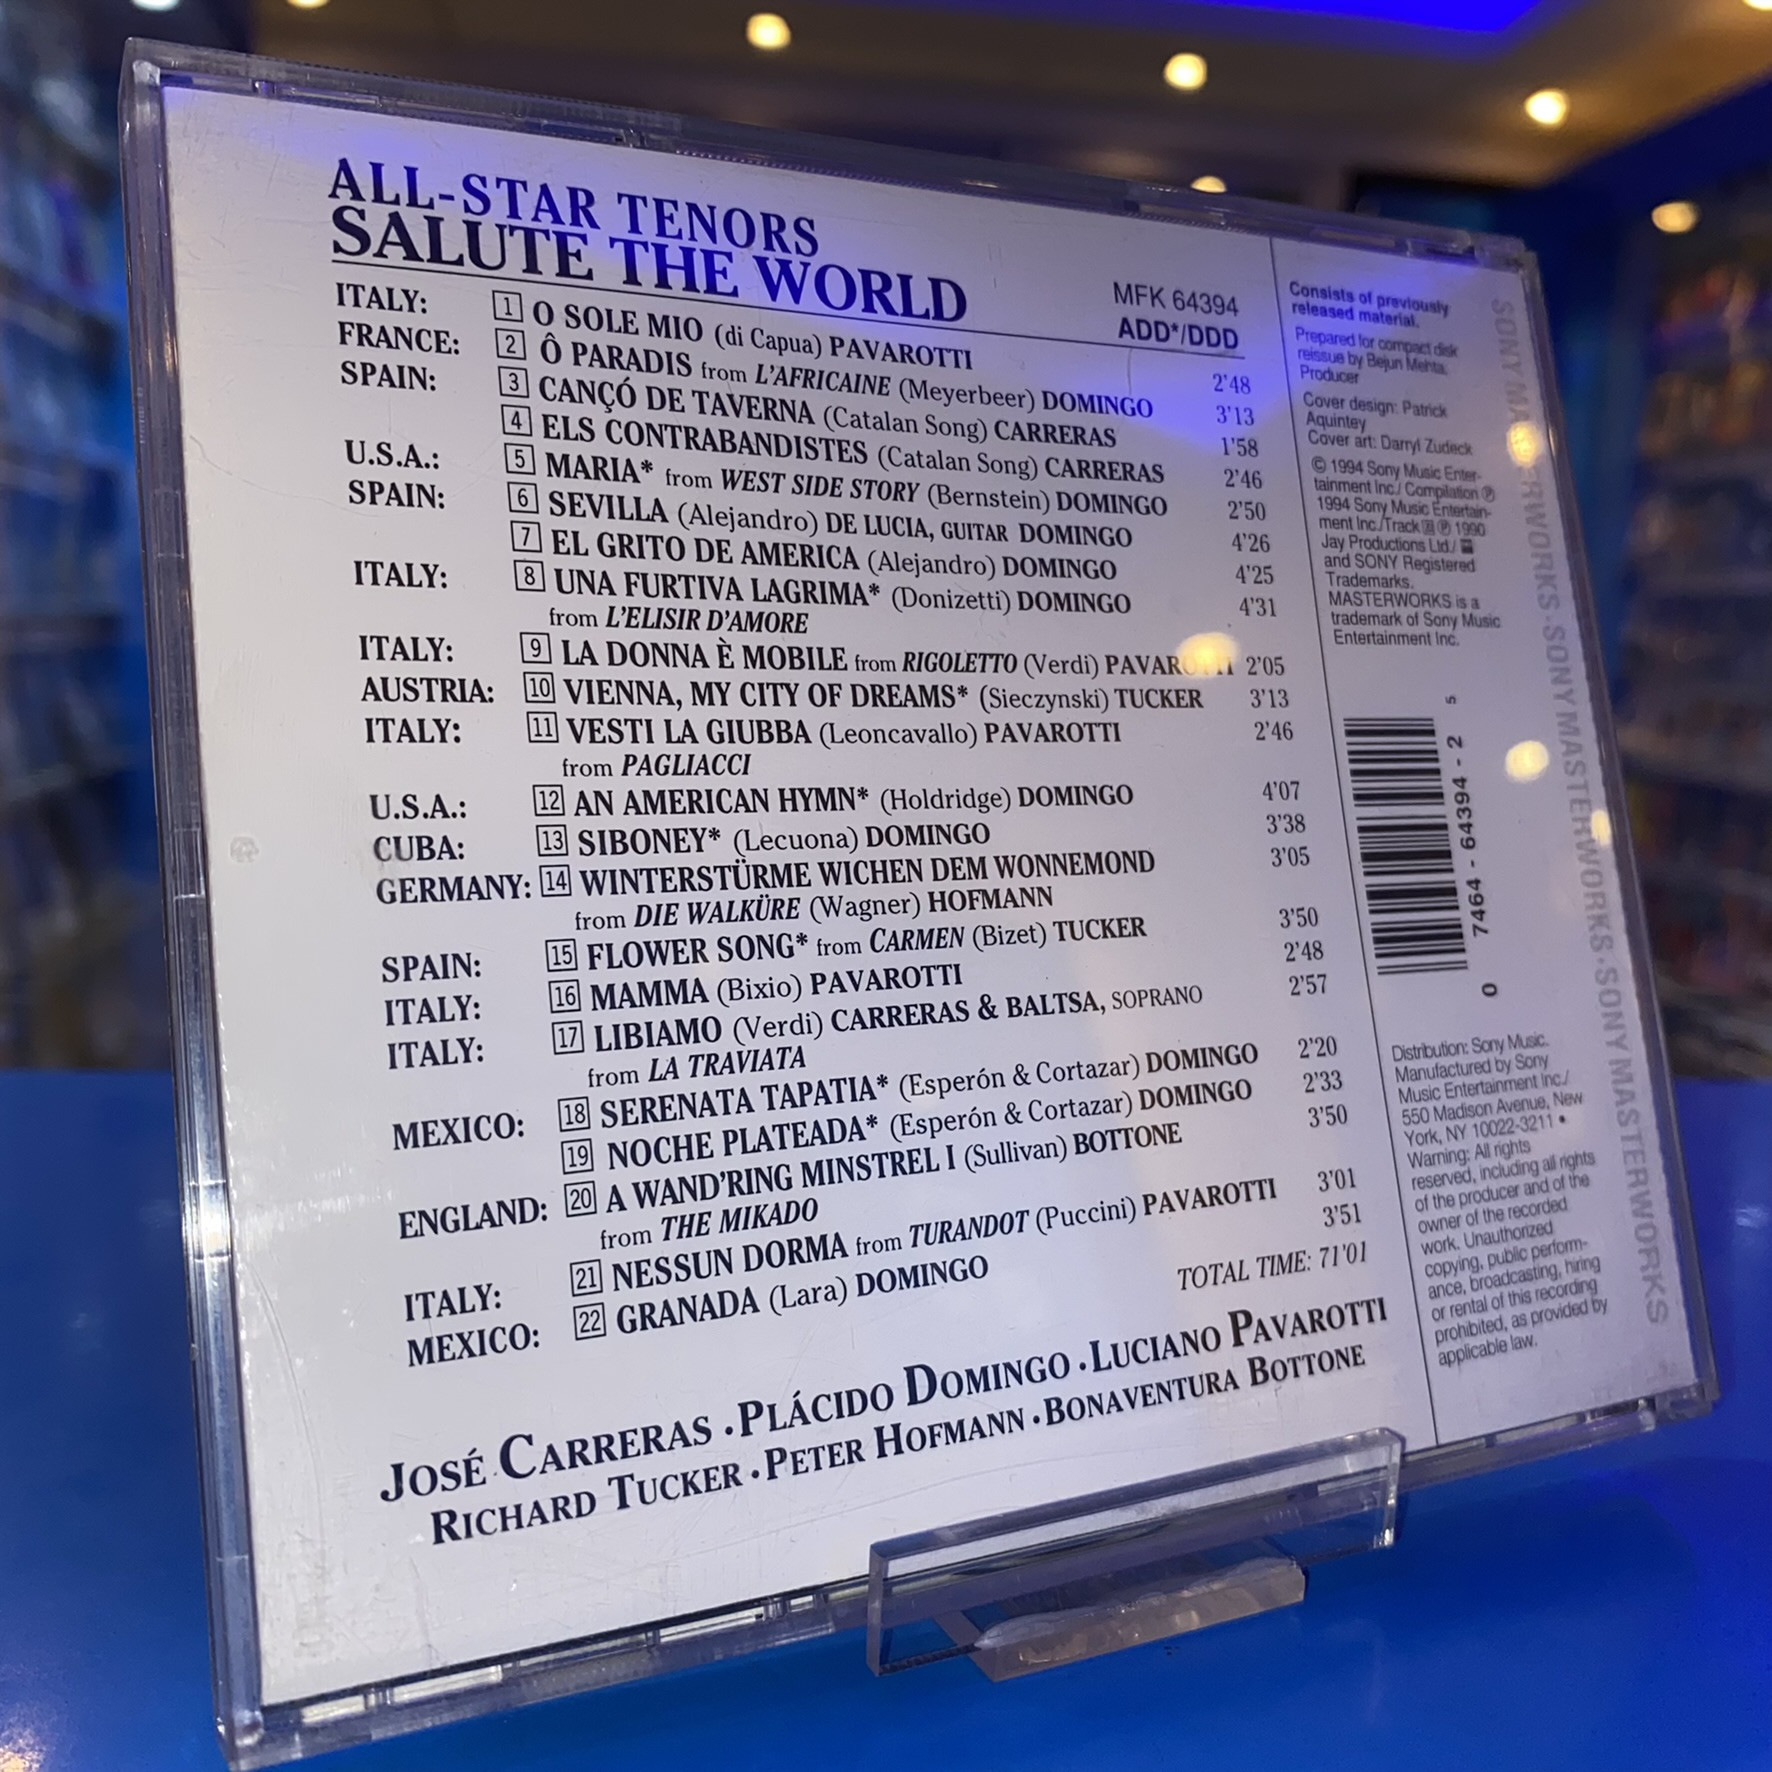 ALL-STAR TENORS
SALUTE THE WORLD
MFK 64394
ADD*/DDD
ITALY: 1 O SOLE MIO (di Capua) PAVAROTTI 2'48
FRANCE: 2 Ô PARADIS from L'AFRICAINE (Meyerbeer) DOMINGO 3'13
SPAIN: 3 CANÇÓ DE TAVERNA (Catalan Song) CARRERAS 1'58
4 ELS CONTRABANDISTES (Catalan Song) CARRERAS 2'46
U.S.A.: 5 MARIA* from WEST SIDE STORY (Bernstein) DOMINGO 2'50
SPAIN: 6 SEVILLA (Alejandro) DE LUCIA, GUITAR DOMINGO 4'26
7 EL GRITO DE AMERICA (Alejandro) DOMINGO 4'25
ITALY: 8 UNA FURTIVA LAGRIMA* (Donizetti) DOMINGO 4'31
from L'ELISIR D'AMORE
ITALY: 9 LA DONNA È MOBILE from RIGOLETTO (Verdi) PAVAROTTI 2'05
AUSTRIA: 10 VIENNA, MY CITY OF DREAMS* (Sieczynski) TUCKER 3'13
ITALY: 11 VESTI LA GIUBBA (Leoncavallo) PAVAROTTI 2'46
from PAGLIACCI
U.S.A.: 12 AN AMERICAN HYMN* (Holdridge) DOMINGO 4'07
CUBA: 13 SIBONEY* (Lecuona) DOMINGO 3'38
GERMANY: 14 WINTERSTÜRME WICHEN DEM WONNEMOND 3'05
from DIE WALKÜRE (Wagner) HOFMANN
SPAIN: 15 FLOWER SONG* from CARMEN (Bizet) TUCKER 3'50
ITALY: 16 MAMMA (Bixio) PAVAROTTI 2'48
ITALY: 17 LIBIAMO (Verdi) CARRERAS & BALTSA, SOPRANO 2'57
from LA TRAVIATA
MEXICO: 18 SERENATA TAPATIA* (Esperón & Cortazar) DOMINGO 2'20
19 NOCHE PLATEADA* (Esperón & Cortazar) DOMINGO 2'33
ENGLAND: 20 A WAND'RING MINSTREL I (Sullivan) BOTTONE 3'50
from THE MIKADO
ITALY: 21 NESSUN DORMA from TURANDOT (Puccini) PAVAROTTI 3'01
MEXICO: 22 GRANADA (Lara) DOMINGO 3'51
TOTAL TIME: 71'01
JOSÉ CARRERAS · PLÁCIDO DOMINGO · LUCIANO PAVAROTTI
RICHARD TUCKER · PETER HOFMANN · BONAVENTURA BOTTONE
Consists of previously
released material.
Prepared for compact disk
reissue by Bejun Mehta,
Producer
Cover design: Patrick
Aquintey
Cover art: Darryl Zudeck
© 1994 Sony Music Enter-
tainment Inc./ Compilation ℗
1994 Sony Music Entertain-
ment Inc./Track 20 ℗ 1990
Jay Productions Ltd./
and SONY Registered
Trademarks.
MASTERWORKS is a
trademark of Sony Music
Entertainment Inc.
0 7464-64394-2 5
Distribution: Sony Music.
Manufactured by Sony
Music Entertainment Inc./
550 Madison Avenue, New
York, NY 10022-3211 •
Warning: All rights
reserved, including all rights
of the producer and of the
owner of the recorded
work. Unauthorized
copying, public perform-
ance, broadcasting, hiring
or rental of this recording
prohibited, as provided by
applicable law.
SONY MASTERWORKS·SONY MASTERWORKS·SONY MASTERWORKS